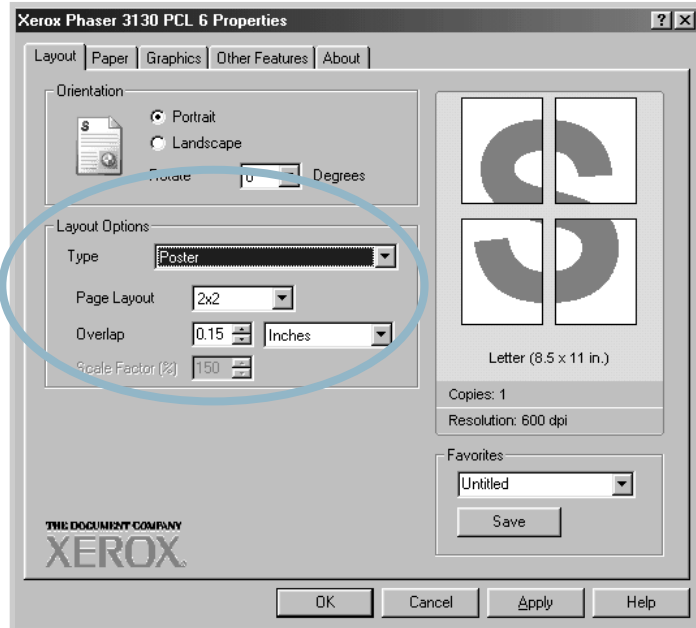 Xerox Phaser 3130 PCL 6 Properties
Layout Paper Graphics Other Features About
Orientation
S
Portrait
Landscape
Rotate 0 Degrees
Layout Options
Type Poster
Page Layout 2x2
Overlap 0.15 Inches
Scale Factor (%) 150
S
Letter (8.5 x 11 in.)
Copies: 1
Resolution: 600 dpi
Favorites
Untitled
Save
THE DOCUMENT COMPANY
XEROX
OK Cancel Apply Help